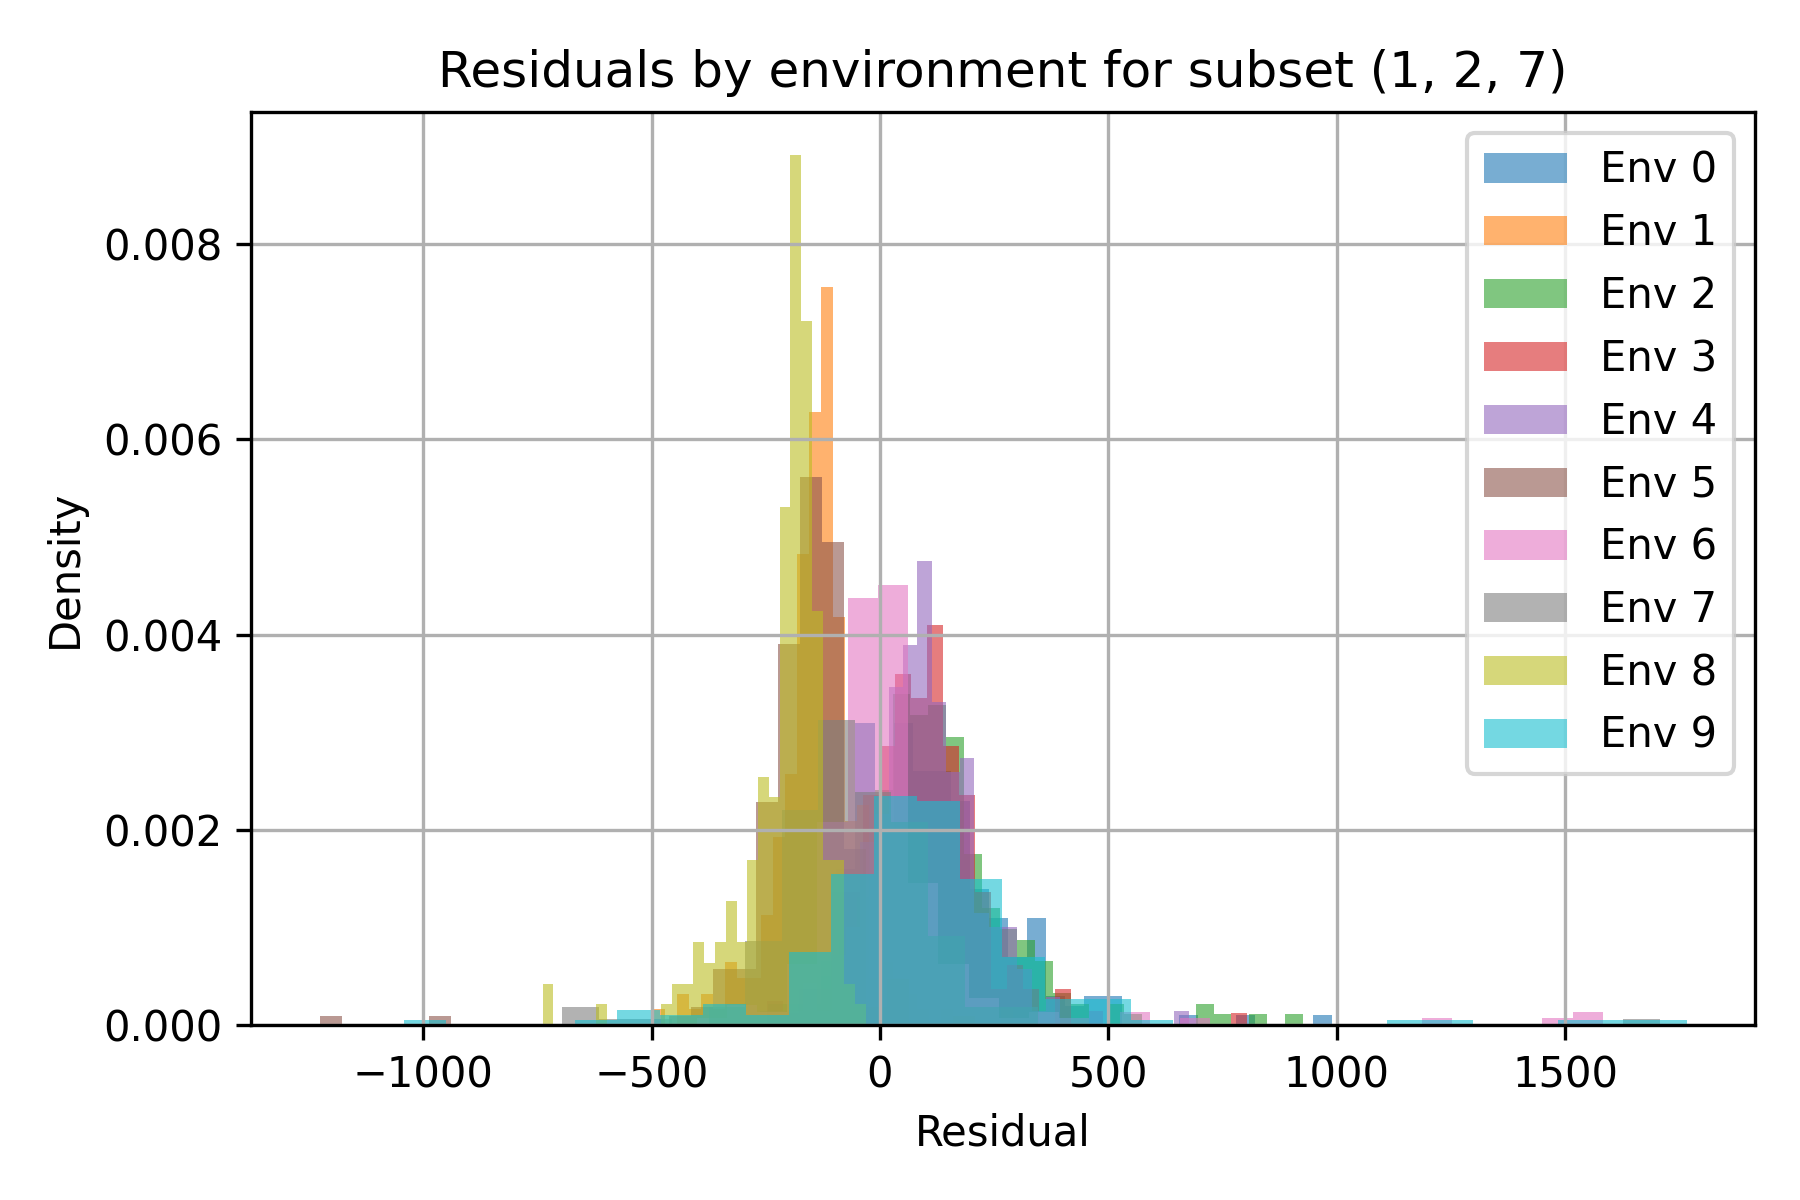 Residuals by environment for subset (1, 2, 7)
Density
0.008
0.006
0.004
0.002
0.000
−1000
−500
0
500
1000
1500
Residual
Env 0
Env 1
Env 2
Env 3
Env 4
Env 5
Env 6
Env 7
Env 8
Env 9